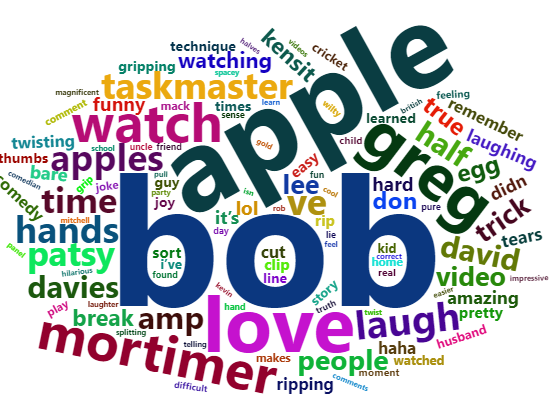 technique
halves
videos
kensit
cricket
apple
watching
gripping
spacey
taskmaster
magnificent
comment
funny
mack
times
learn
sense
witty
british
feeling
learned
true
remember
watch
gold
child
greg
half
laughing
twisting
school
uncle
friend
thumbs
apples
easy
egg
bare
pull
fun
comedian
grip
joke
guy
party
isn
lee
cool
hard
didn
comedy
time
joy
lol
rob
ve
don
pure
trick
mitchell
it's
rip
bob
hands
day
lie
feel
kid
david
tears
panel
patsy
sort
cut
correct
i've
clip
home
hilarious
found
line
real
video
impressive
davies
kevin
story
easier
amazing
play
laughter
hand
truth
twist
pretty
break
amp
love
laugh
splitting
husband
mortimer
telling
haha
makes
people
watched
moment
difficult
ripping
comments